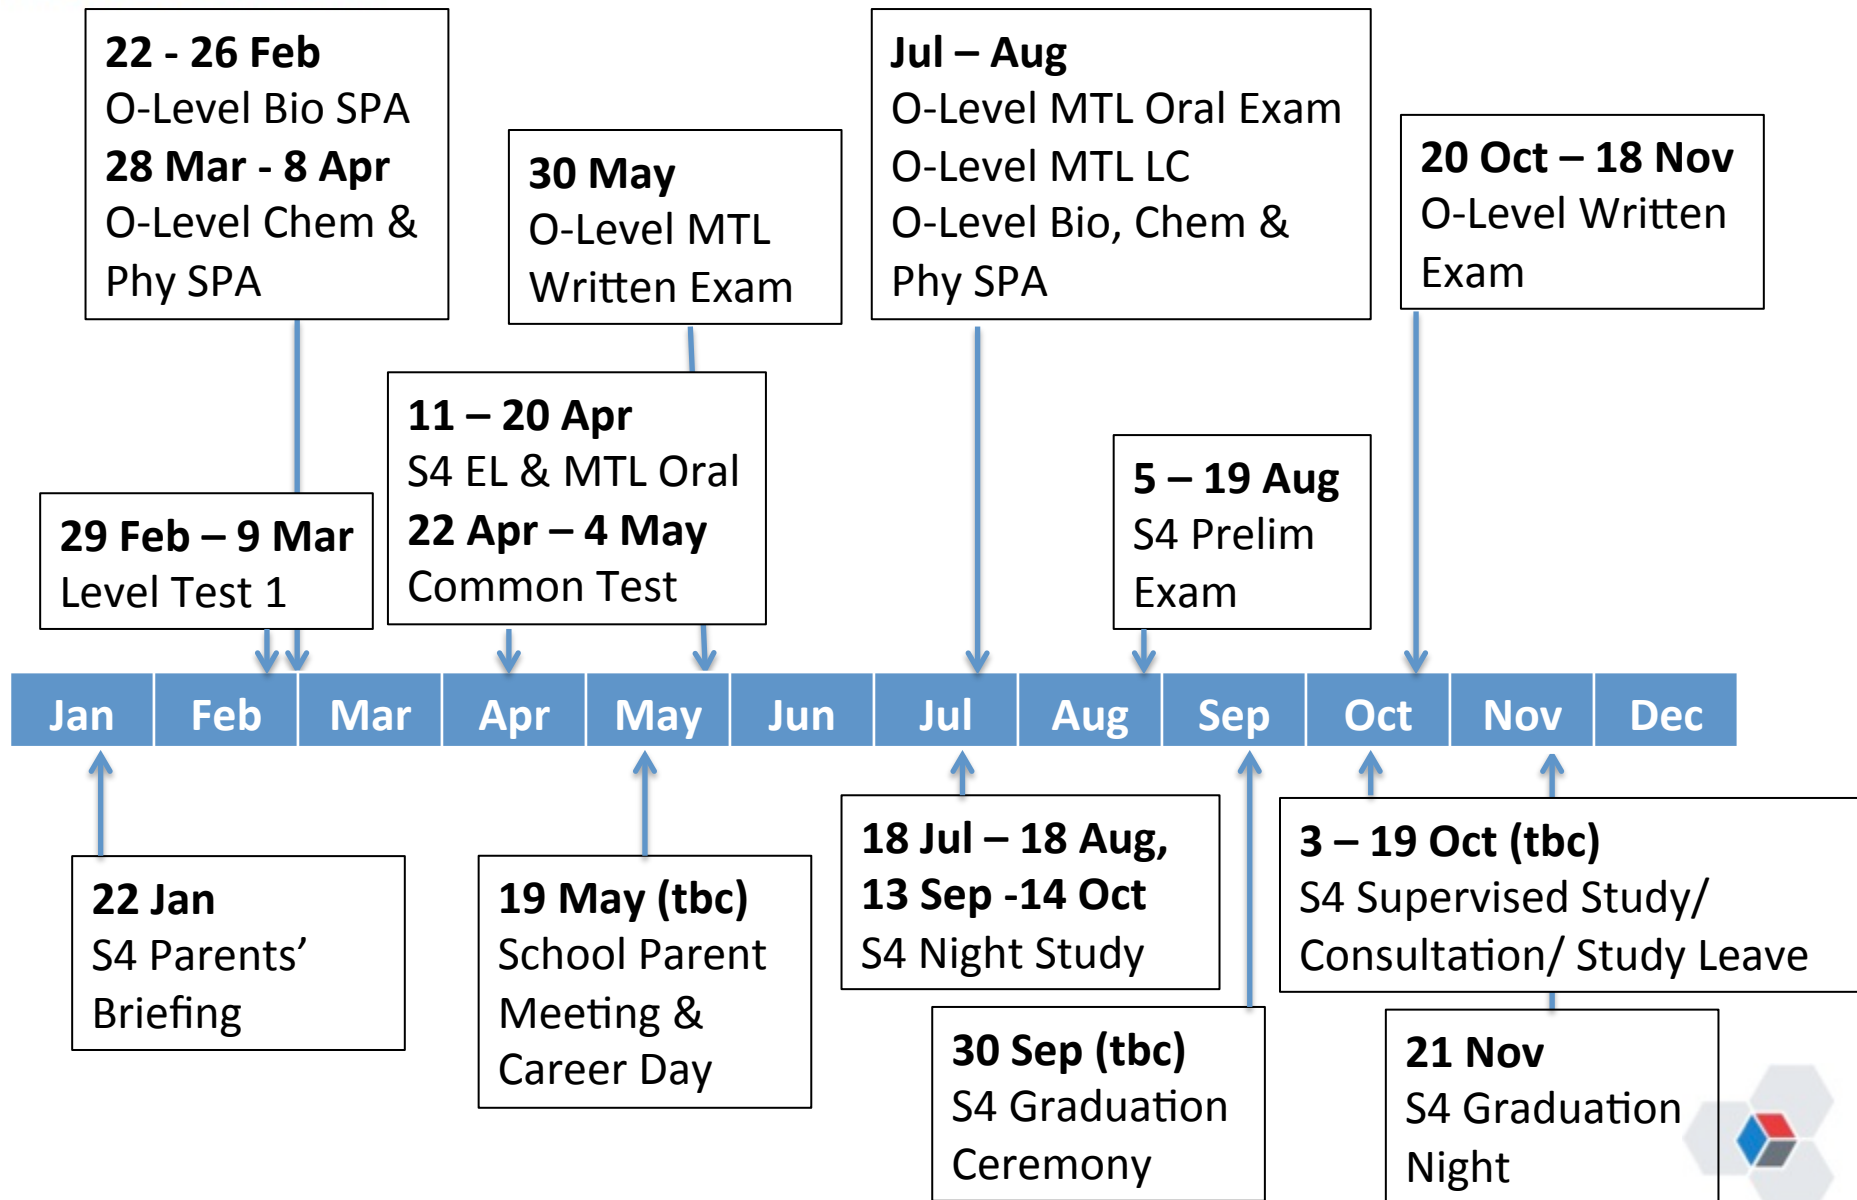 22 - 26 Feb
O-Level Bio SPA
28 Mar - 8 Apr
O-Level Chem &
Phy SPA
30 May
O-Level MTL
Written Exam
Jul – Aug
O-Level MTL Oral Exam
O-Level MTL LC
O-Level Bio, Chem &
Phy SPA
20 Oct – 18 Nov
O-Level Written
Exam
29 Feb – 9 Mar
Level Test 1
11 – 20 Apr
S4 EL & MTL Oral
22 Apr – 4 May
Common Test
5 – 19 Aug
S4 Prelim
Exam
Jan Feb Mar Apr May Jun Jul Aug Sep Oct Nov Dec
22 Jan
S4 Parents’
Briefing
19 May (tbc)
School Parent
Meeting &
Career Day
18 Jul – 18 Aug,
13 Sep -14 Oct
S4 Night Study
30 Sep (tbc)
S4 Graduation
Ceremony
3 – 19 Oct (tbc)
S4 Supervised Study/
Consultation/ Study Leave
21 Nov
S4 Graduation
Night